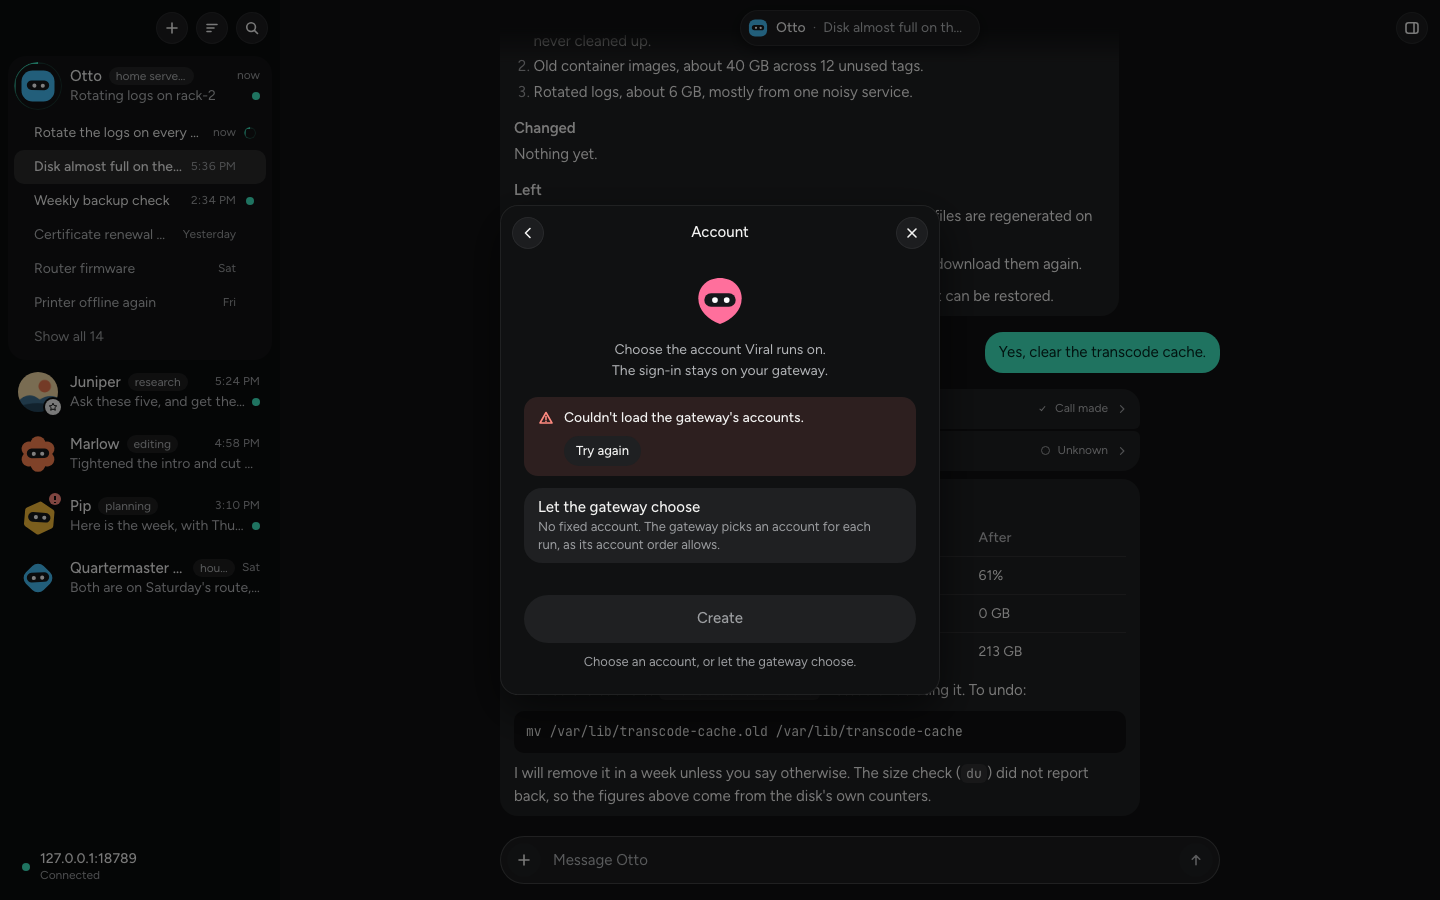 Otto · Disk almost full on th...
Otto home serve... now
Rotating logs on rack-2
Rotate the logs on every ... now
Disk almost full on the... 5:36 PM
Weekly backup check 2:34 PM
Certificate renewal ... Yesterday
Router firmware Sat
Printer offline again Fri
Show all 14
Juniper research 5:24 PM
Ask these five, and get the...
Marlow editing 4:58 PM
Tightened the intro and cut ...
Pip planning 3:10 PM
Here is the week, with Thu...
Quartermaster ... hou... Sat
Both are on Saturday's route,...
127.0.0.1:18789
Connected
never cleaned up.
2. Old container images, about 40 GB across 12 unused tags.
3. Rotated logs, about 6 GB, mostly from one noisy service.
Changed
Nothing yet.
Left
files are regenerated on
download them again.
can be restored.
Yes, clear the transcode cache.
Call made
Unknown
After
61%
0 GB
213 GB
it. To undo:
mv /var/lib/transcode-cache.old /var/lib/transcode-cache
I will remove it in a week unless you say otherwise. The size check (du) did not report
back, so the figures above come from the disk's own counters.
Message Otto
Account
Choose the account Viral runs on.
The sign-in stays on your gateway.
Couldn't load the gateway's accounts.
Try again
Let the gateway choose
No fixed account. The gateway picks an account for each
run, as its account order allows.
Create
Choose an account, or let the gateway choose.